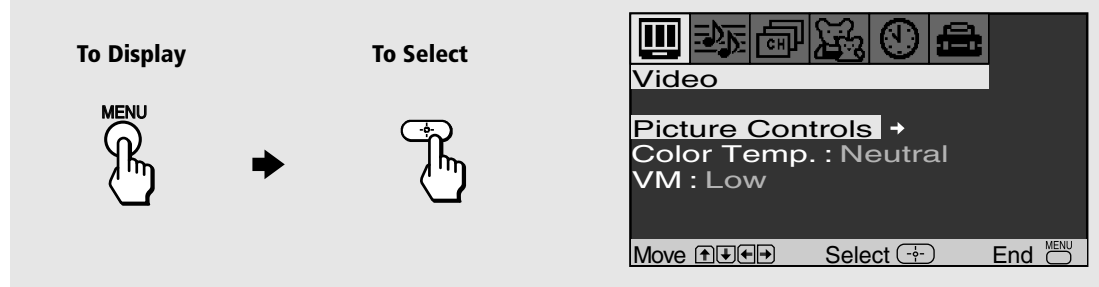 To Display
MENU
To Select
CH
Video
Picture Controls
Color Temp. : Neutral
VM : Low
Move Select End MENU